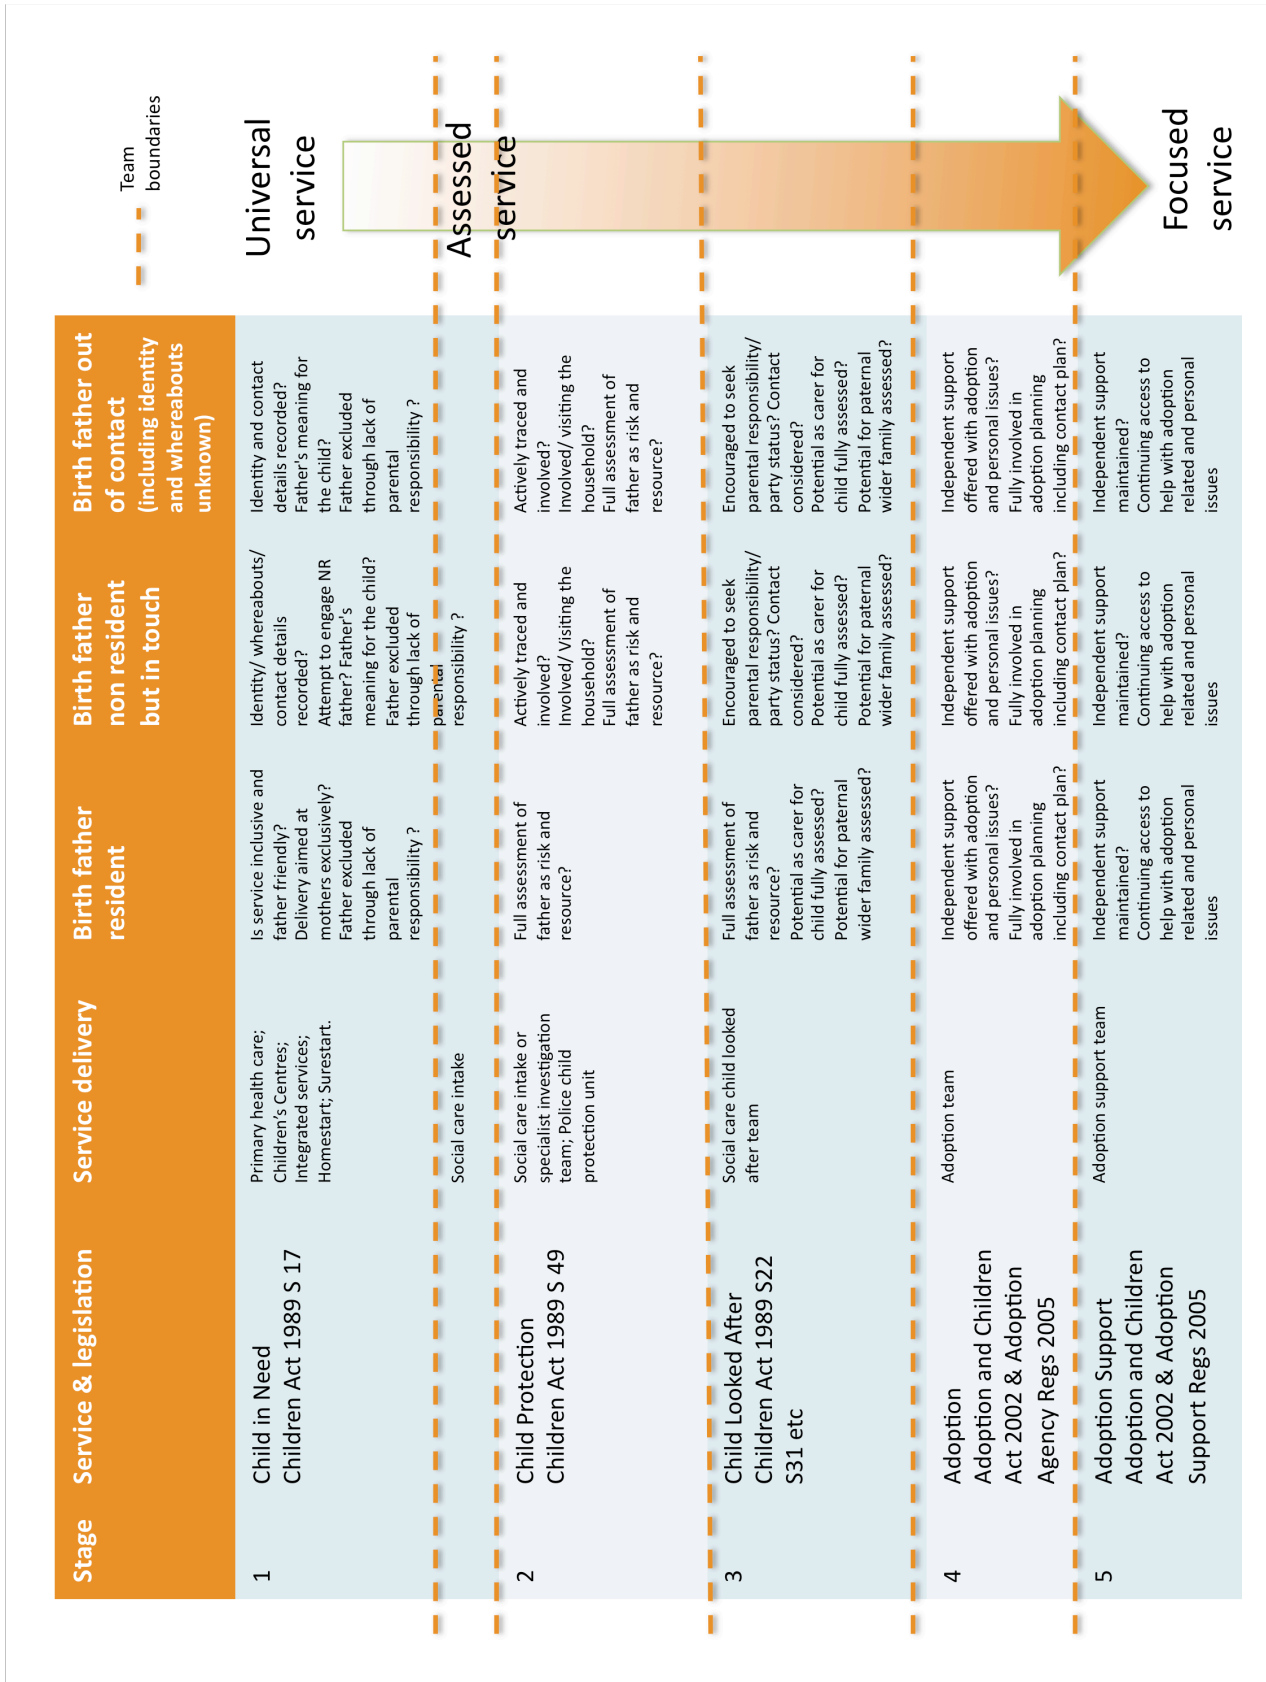 Stage
Service & legislation
Service delivery
Birth father
resident
Birth father
non resident
but in touch
Birth father out
of contact
(including identity
and whereabouts
unknown)
Team
boundaries
1
Child in Need
Children Act 1989 S 17
Primary health care;
Children's Centres;
Integrated services;
Homestart; Surestart.
Social care intake
Is service inclusive and
father friendly?
Delivery aimed at
mothers exclusively?
Father excluded
through lack of
parental
responsibility ?
Identity/ whereabouts/
contact details
recorded?
Attempt to engage NR
father? Father's
meaning for the child?
Father excluded
through lack of
parental
responsibility ?
Identity and contact
details recorded?
Father's meaning for
the child?
Father excluded
through lack of
parental
responsibility ?
Universal
service
Assessed
service
2
Child Protection
Children Act 1989 S 49
Social care intake or
specialist investigation
team; Police child
protection unit
Full assessment of
father as risk and
resource?
Actively traced and
involved?
Involved/ Visiting the
household?
Full assessment of
father as risk and
resource?
Actively traced and
involved?
Involved/ visiting the
household?
Full assessment of
father as risk and
resource?
3
Child Looked After
Children Act 1989 S22
S31 etc
Social care child looked
after team
Full assessment of
father as risk and
resource?
Potential as carer for
child fully assessed?
Potential for paternal
wider family assessed?
Encouraged to seek
parental responsibility/
party status? Contact
considered?
Potential as carer for
child fully assessed?
Potential for paternal
wider family assessed?
Encouraged to seek
parental responsibility/
party status? Contact
considered?
Potential as carer for
child fully assessed?
Potential for paternal
wider family assessed?
4
Adoption
Adoption and Children
Act 2002 & Adoption
Agency Regs 2005
Adoption team
Independent support
offered with adoption
and personal issues?
Fully involved in
adoption planning
including contact plan?
Independent support
offered with adoption
and personal issues?
Fully involved in
adoption planning
including contact plan?
Independent support
offered with adoption
and personal issues?
Fully involved in
adoption planning
including contact plan?
5
Adoption Support
Adoption and Children
Act 2002 & Adoption
Support Regs 2005
Adoption support team
Independent support
maintained?
Continuing access to
help with adoption
related and personal
issues
Independent support
maintained?
Continuing access to
help with adoption
related and personal
issues
Independent support
maintained?
Continuing access to
help with adoption
related and personal
issues
Focused
service